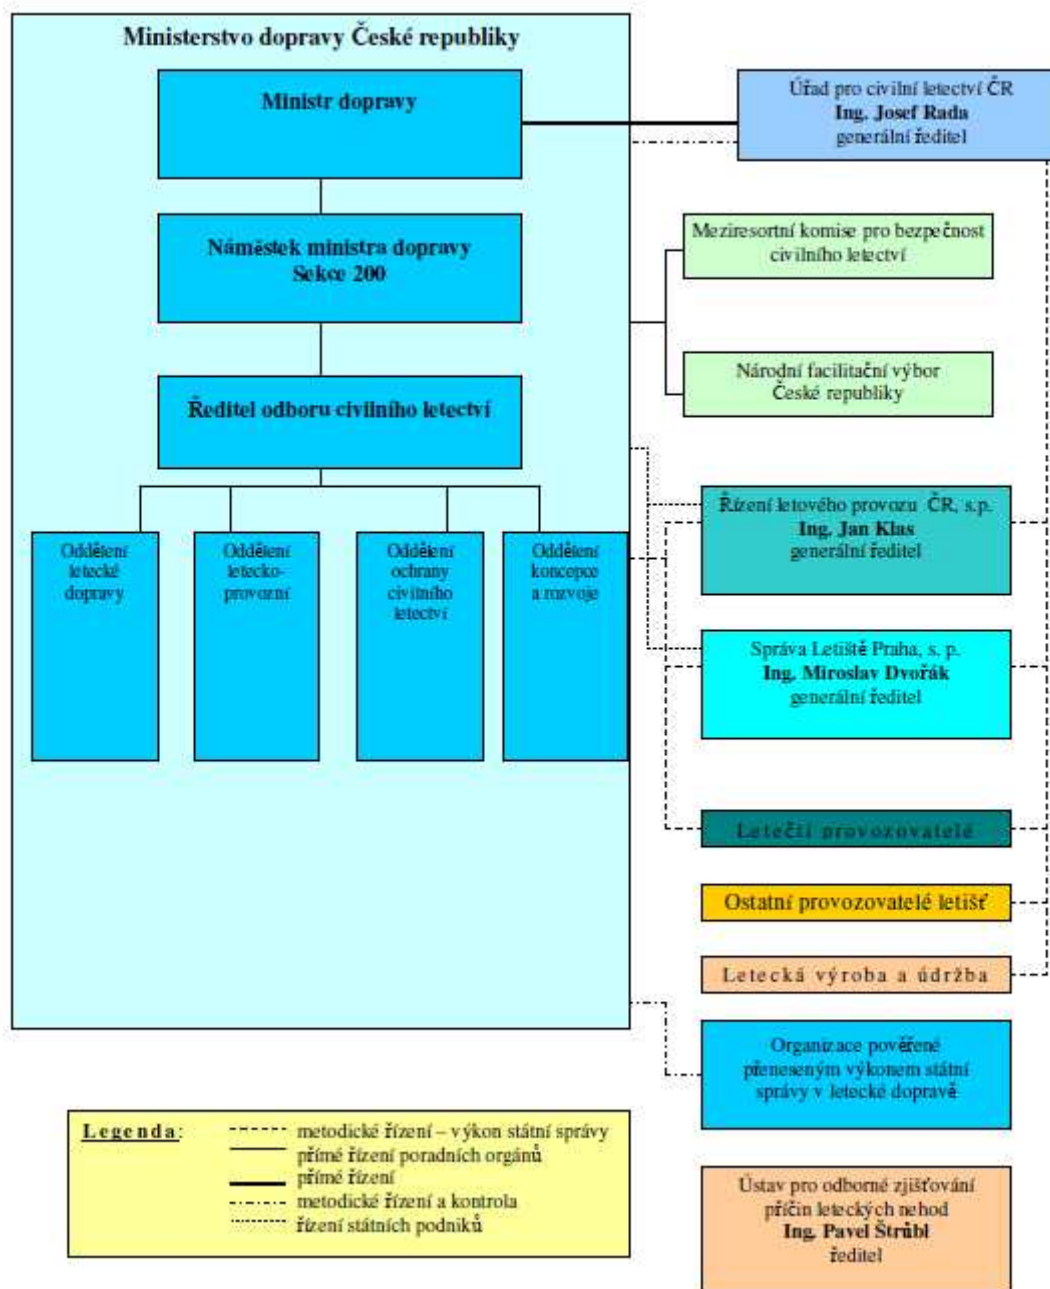 Ministerstvo dopravy České republiky
Ministr dopravy
Náměstek ministra dopravy
Sekce 200
Ředitel odboru civilního letectví
Oddělení
letecké
dopravy
Oddělení
letecko-
provozní
Oddělení
ochrany
civilního
letectví
Oddělení
koncepce
a rozvoje
Úřad pro civilní letectví ČR
Ing. Josef Rada
generální ředitel
Meziresortní komise pro bezpečnost
civilního letectví
Národní facilitační výbor
České republiky
Řízení letového provozu ČR, s.p.
Ing. Jan Klas
generální ředitel
Správa Letiště Praha, s. p.
Ing. Miroslav Dvořák
generální ředitel
Letečtí provozovatelé
Ostatní provozovatelé letišť
Letecká výroba a údržba
Organizace pověřené
přeneseným výkonem státní
správy v letecké dopravě
Ústav pro odborné zjišťování
příčin leteckých nehod
Ing. Pavel Štrůbl
ředitel
Legenda:
metodické řízení – výkon státní správy
přímé řízení poradních orgánů
přímé řízení
metodické řízení a kontrola
řízení státních podniků